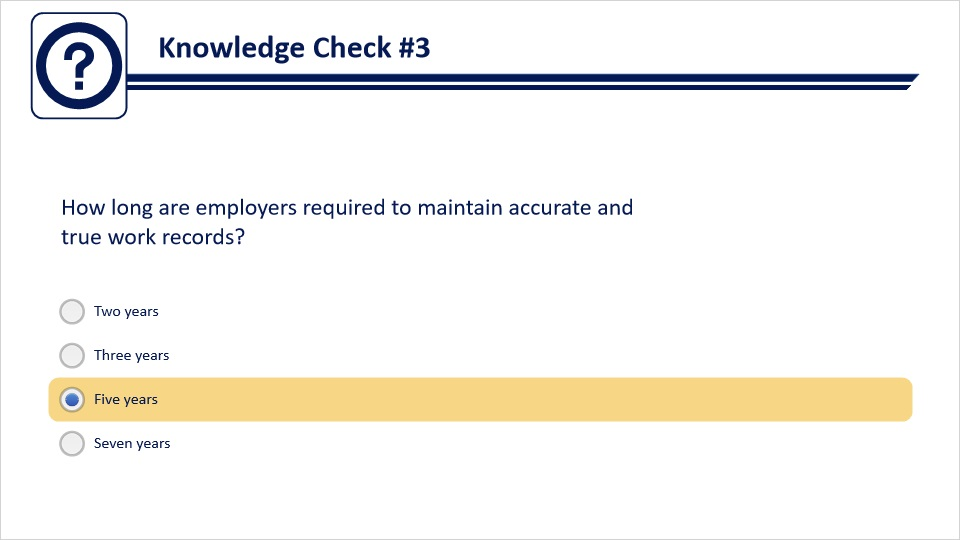 ?
Knowledge Check #3
How long are employers required to maintain accurate and
true work records?
Two years
Three years
Five years
Seven years